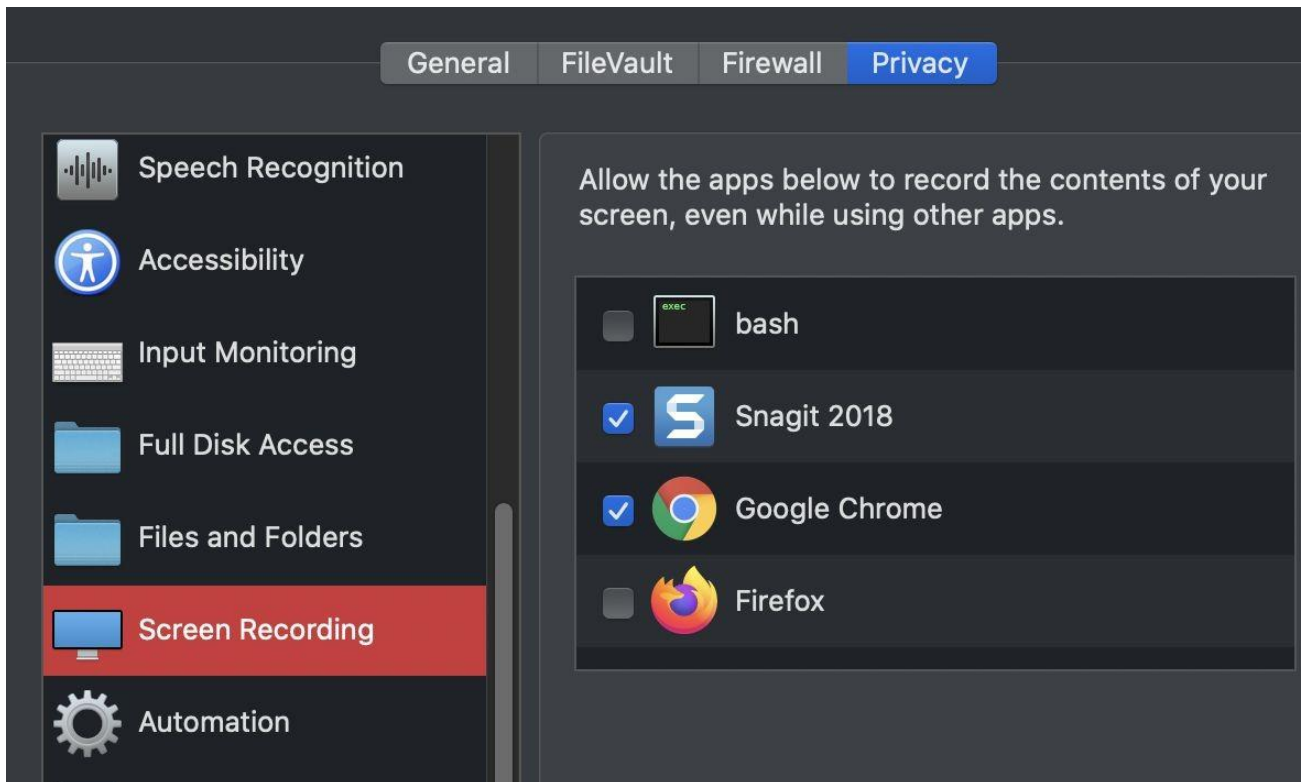 General FileVault Firewall Privacy
Speech Recognition
Accessibility
Input Monitoring
Full Disk Access
Files and Folders
Screen Recording
Automation
Allow the apps below to record the contents of your
screen, even while using other apps.
exec
bash
Snagit 2018
Google Chrome
Firefox